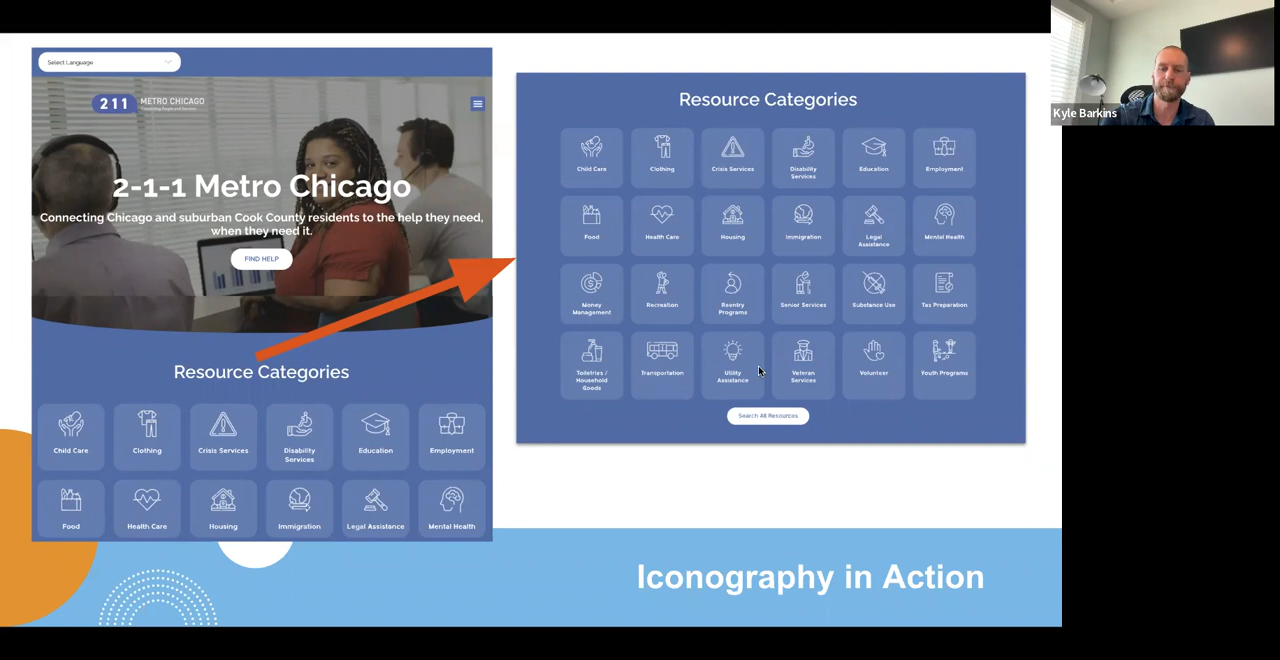 Select Language
211
METRO CHICAGO
Connecting People and Services
2-1-1 Metro Chicago
Connecting Chicago and suburban Cook County residents to the help they need,
when they need it.
FIND HELP
Resource Categories
Child Care
Clothing
Crisis Services
Disability
Services
Education
Employment
Food
Health Care
Housing
Immigration
Legal Assistance
Mental Health
Resource Categories
Child Care
Clothing
Crisis Services
Disability
Services
Education
Employment
Food
Health Care
Housing
Immigration
Legal
Assistance
Mental Health
Money
Management
Recreation
Reentry
Programs
Senior Services
Substance Use
Tax Preparation
Toiletries /
Household
Goods
Transportation
Utility
Assistance
Veteran
Services
Volunteer
Youth Programs
Search All Resources
Iconography in Action
Kyle Barkins